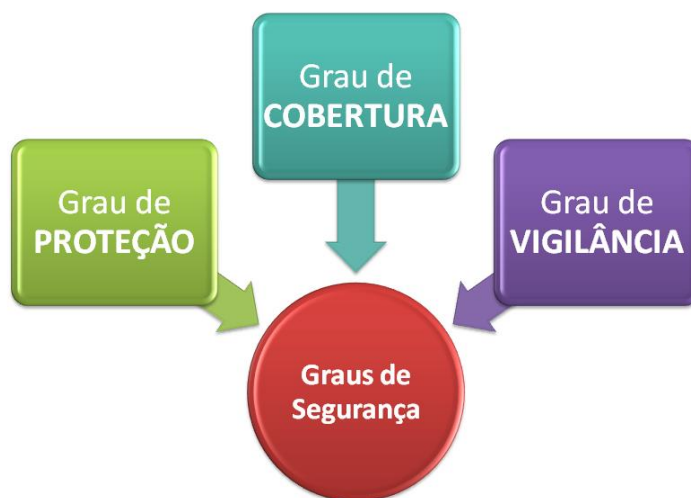 Grau de
COBERTURA
Grau de
PROTEÇÃO
Grau de
VIGILÂNCIA
Graus de
Segurança